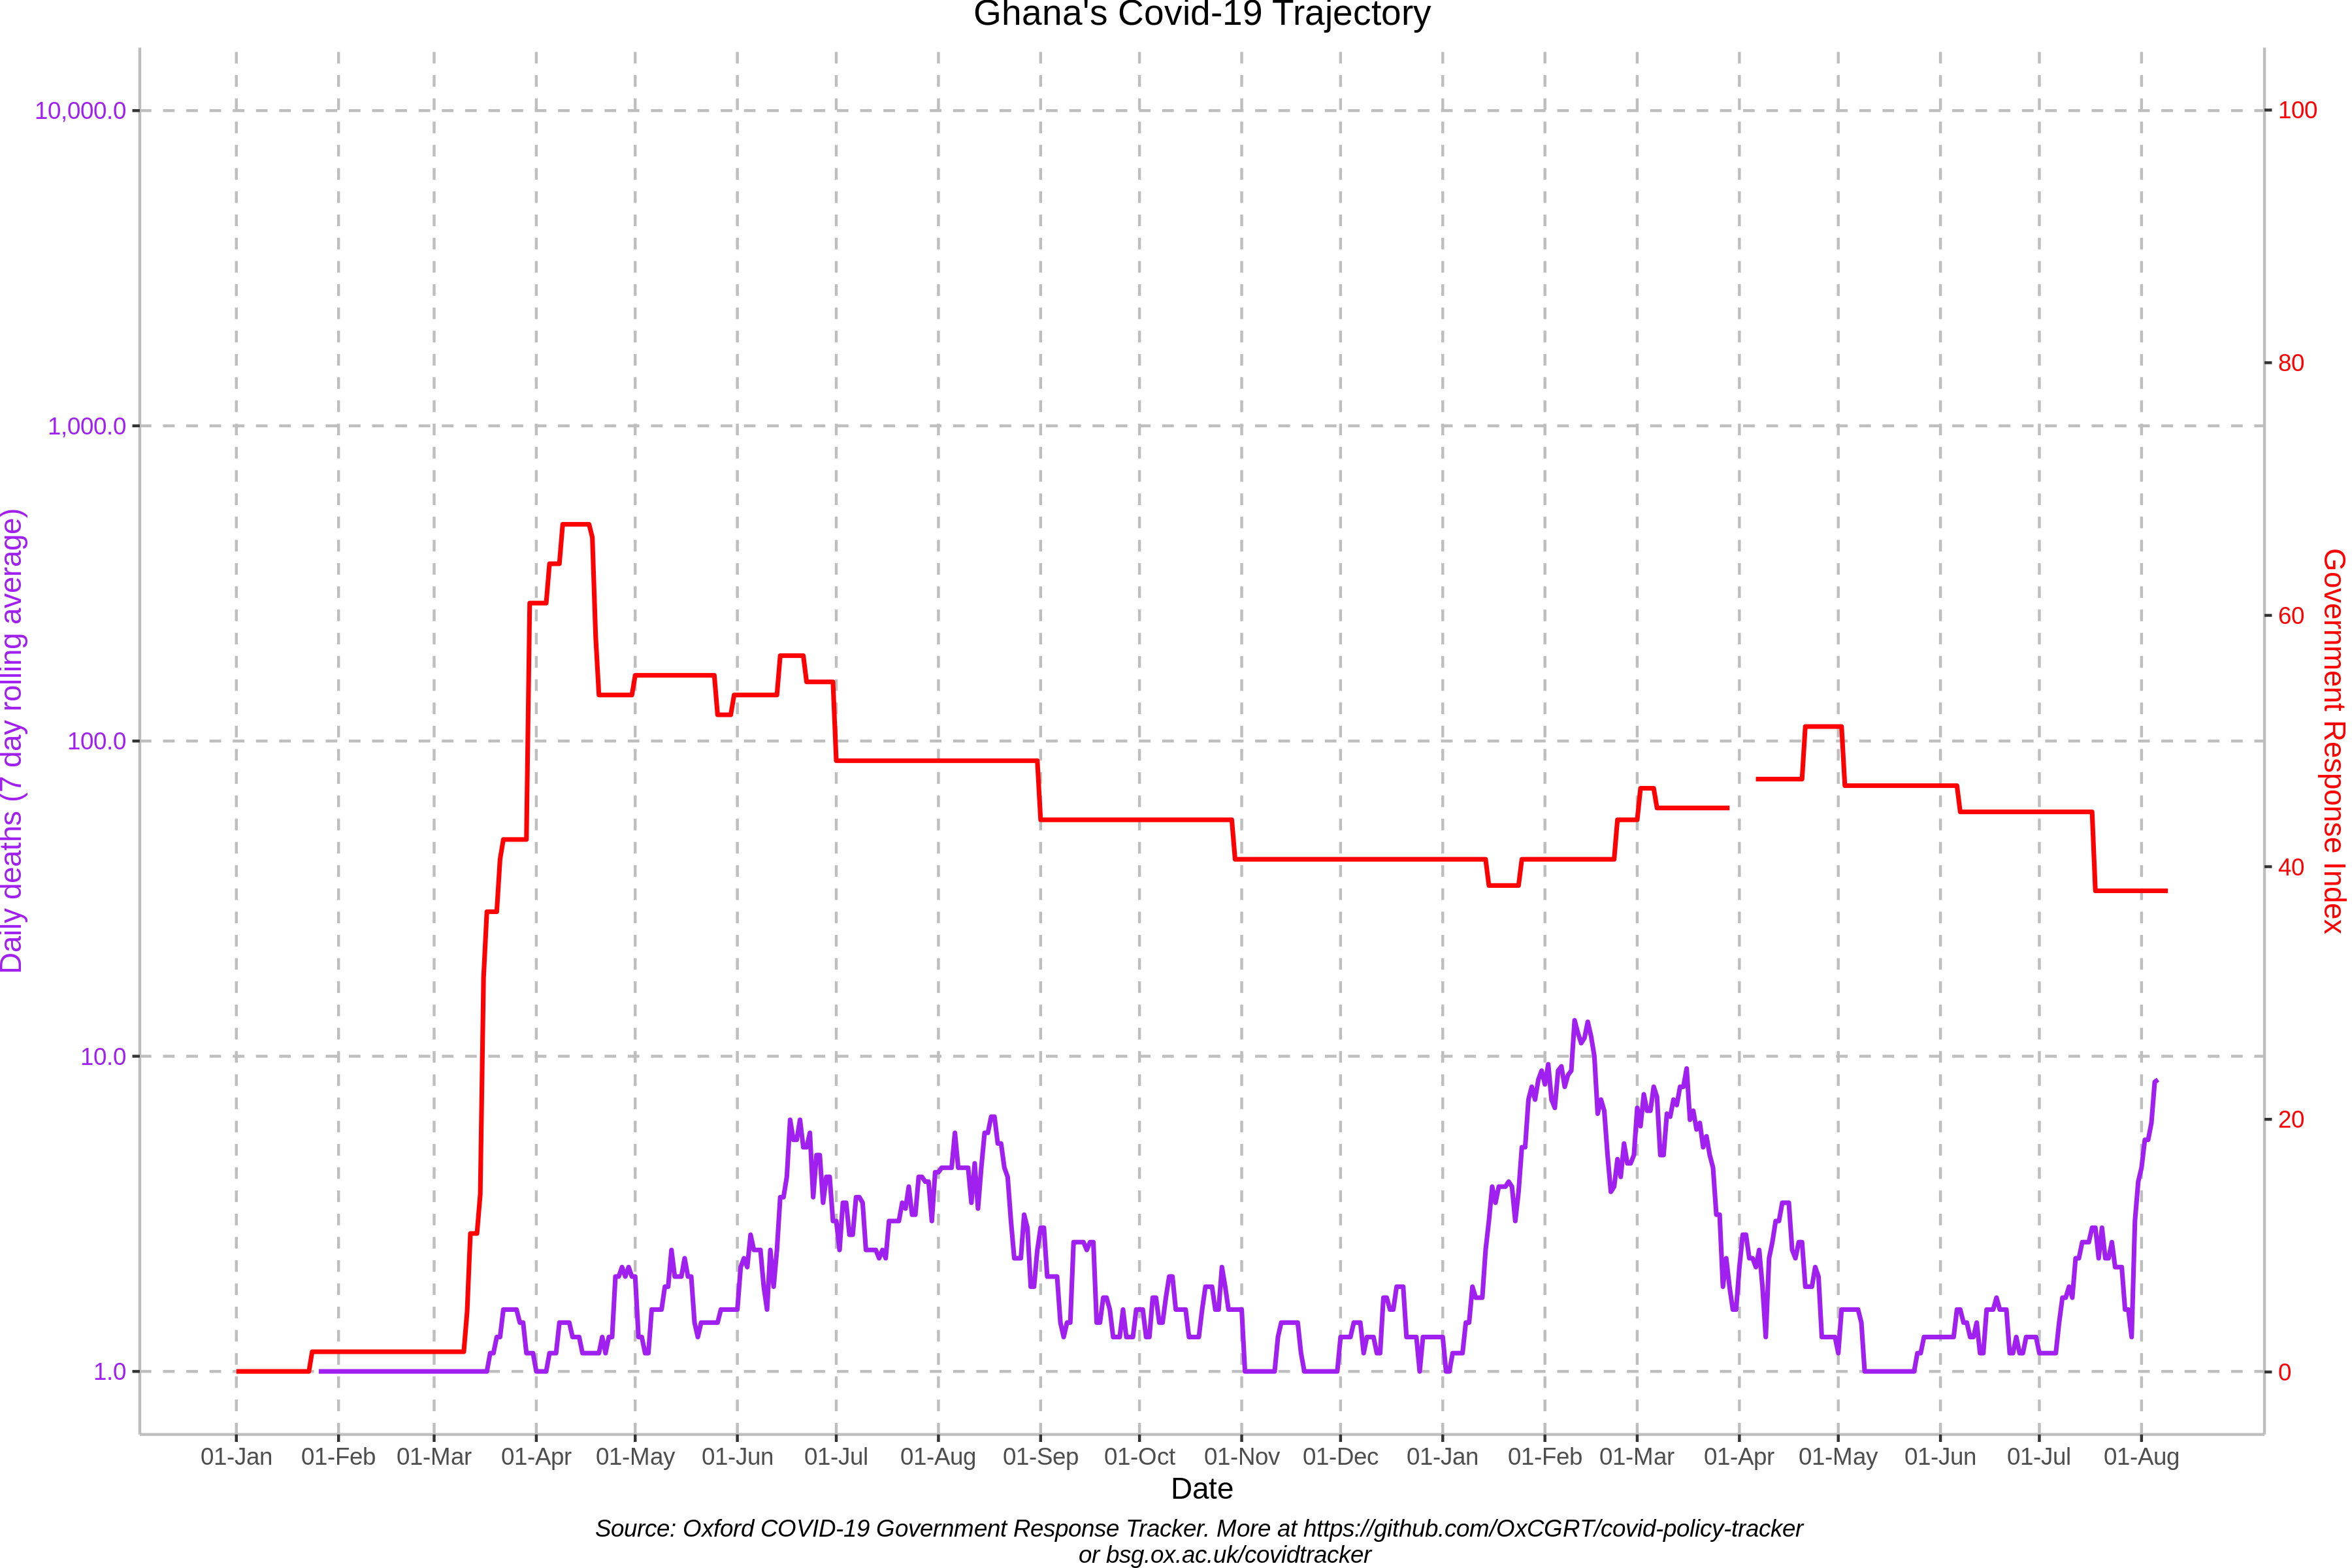 Ghana's Covid-19 Trajectory
10,000.0
1,000.0
100.0
10.0
1.0
Daily deaths (7 day rolling average)
100
80
60
40
20
0
Government Response Index
01-Jan 01-Feb 01-Mar 01-Apr 01-May 01-Jun 01-Jul 01-Aug 01-Sep 01-Oct 01-Nov 01-Dec 01-Jan 01-Feb 01-Mar 01-Apr 01-May 01-Jun 01-Jul 01-Aug
Date
Source: Oxford COVID-19 Government Response Tracker. More at https://github.com/OxCGRT/covid-policy-tracker
or bsg.ox.ac.uk/covidtracker